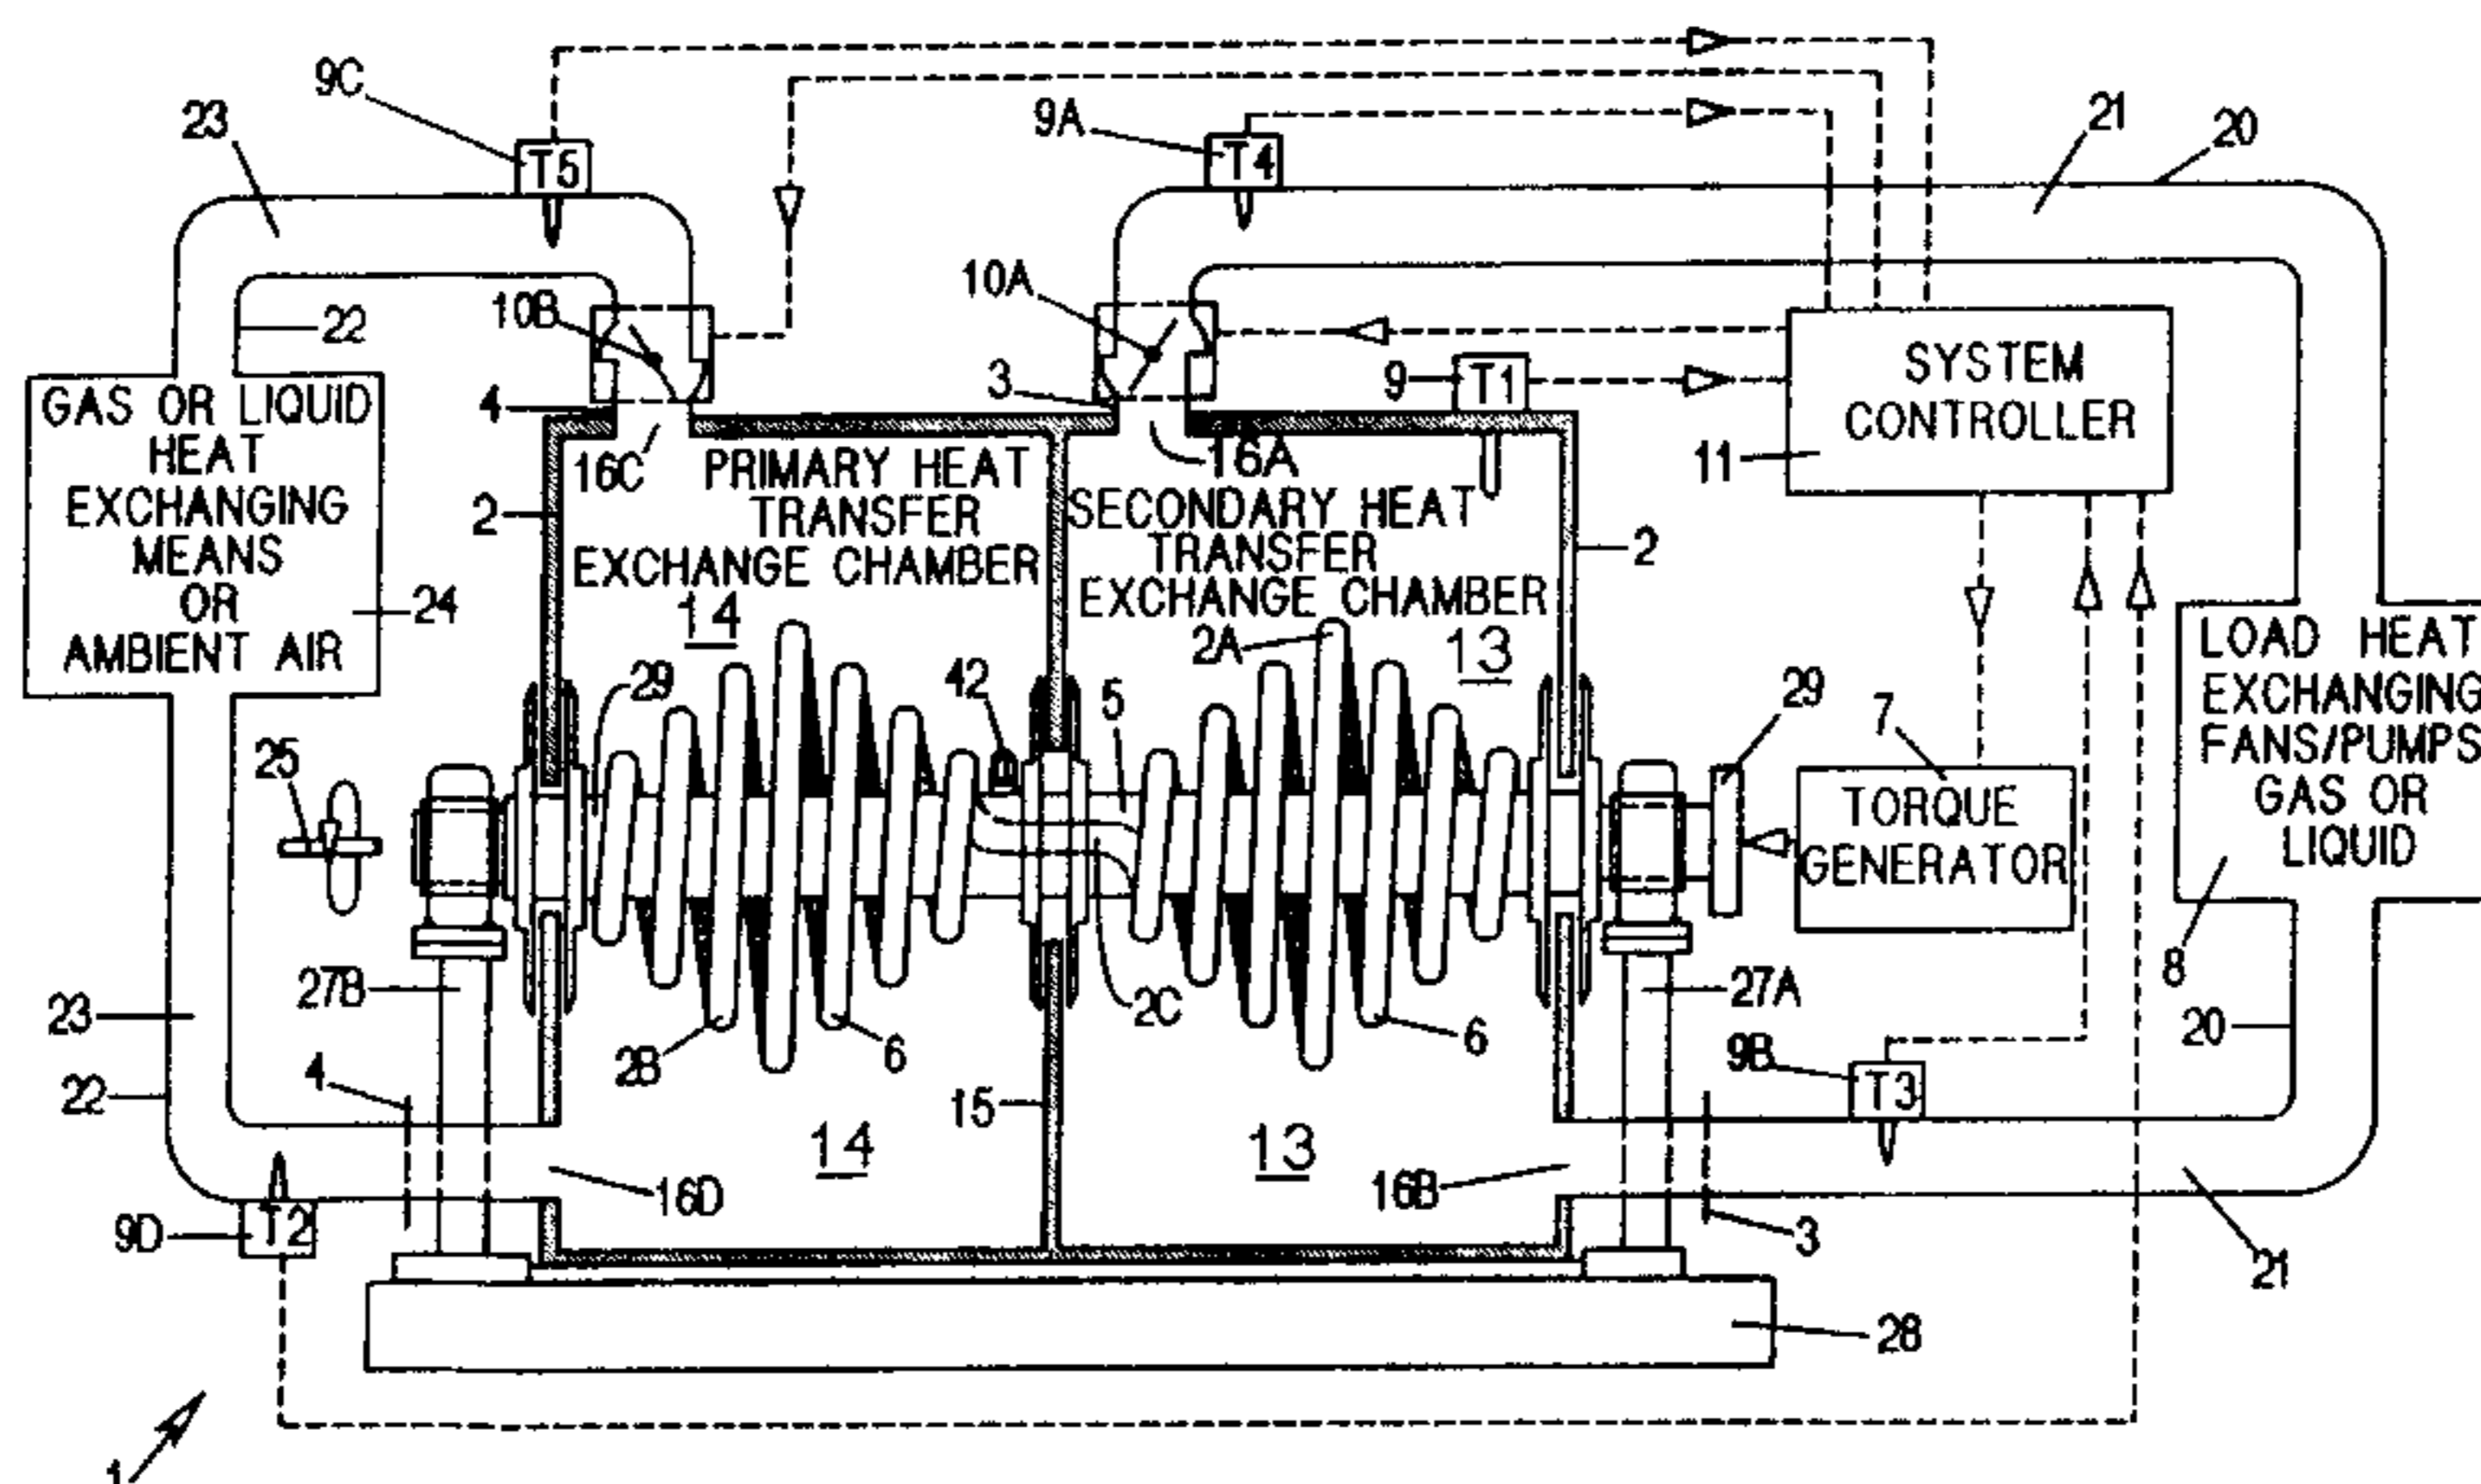 9C
23
T5
9A
T4
21
20
10B
10A
22
4
3
9
T1
SYSTEM
CONTROLLER
11
GAS OR LIQUID
HEAT
EXCHANGING
MEANS
OR
AMBIENT AIR
24
2
16C
PRIMARY HEAT
TRANSFER
EXCHANGE CHAMBER
14
16A
SECONDARY HEAT
TRANSFER
EXCHANGE CHAMBER
2A
13
2
LOAD HEAT
EXCHANGING
FANS/PUMPS
GAS OR
LIQUID
8
29
42
5
29
7
TORQUE
GENERATOR
25
27B
2B
6
2C
6
27A
23
22
4
15
9B
T3
20
14
13
16D
16B
3
9D
T2
21
28
1